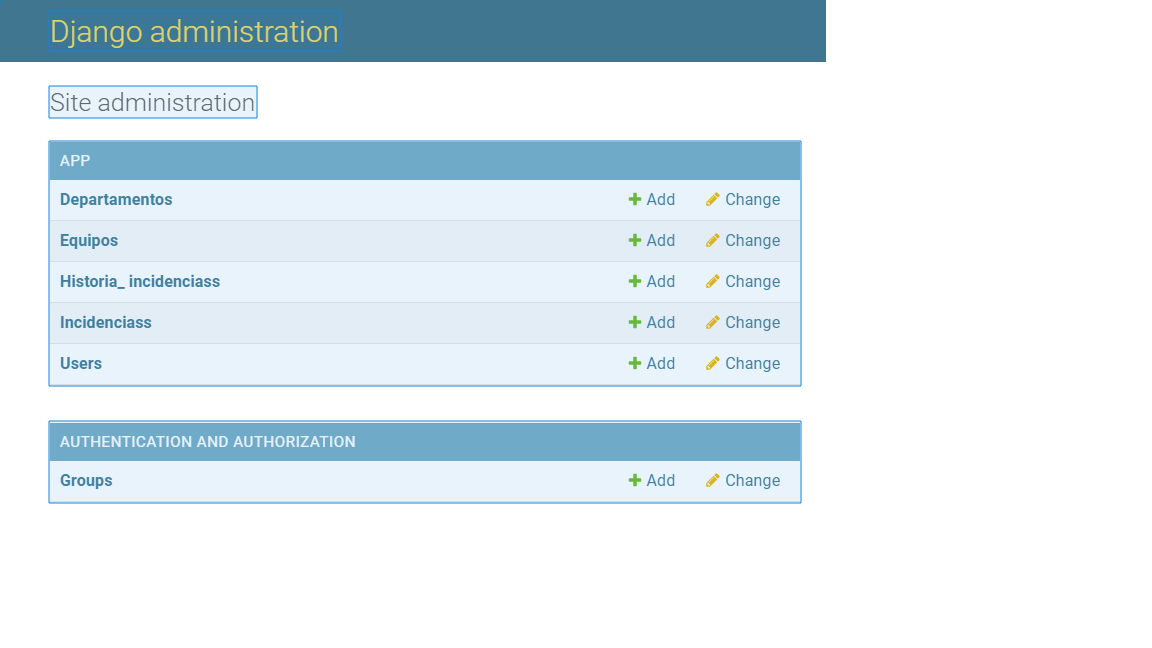 Django administration
Site administration
APP
Departamentos Add Change
Equipos Add Change
Historia_ incidenciass Add Change
Incidenciass Add Change
Users Add Change
AUTHENTICATION AND AUTHORIZATION
Groups Add Change